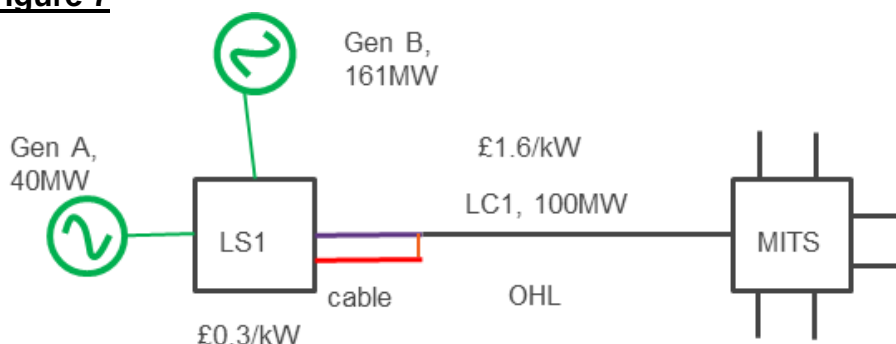 Figure 7
Gen B,
161MW
Gen A,
40MW
£1.6/kW
LC1, 100MW
LS1
MITS
cable
OHL
£0.3/kW